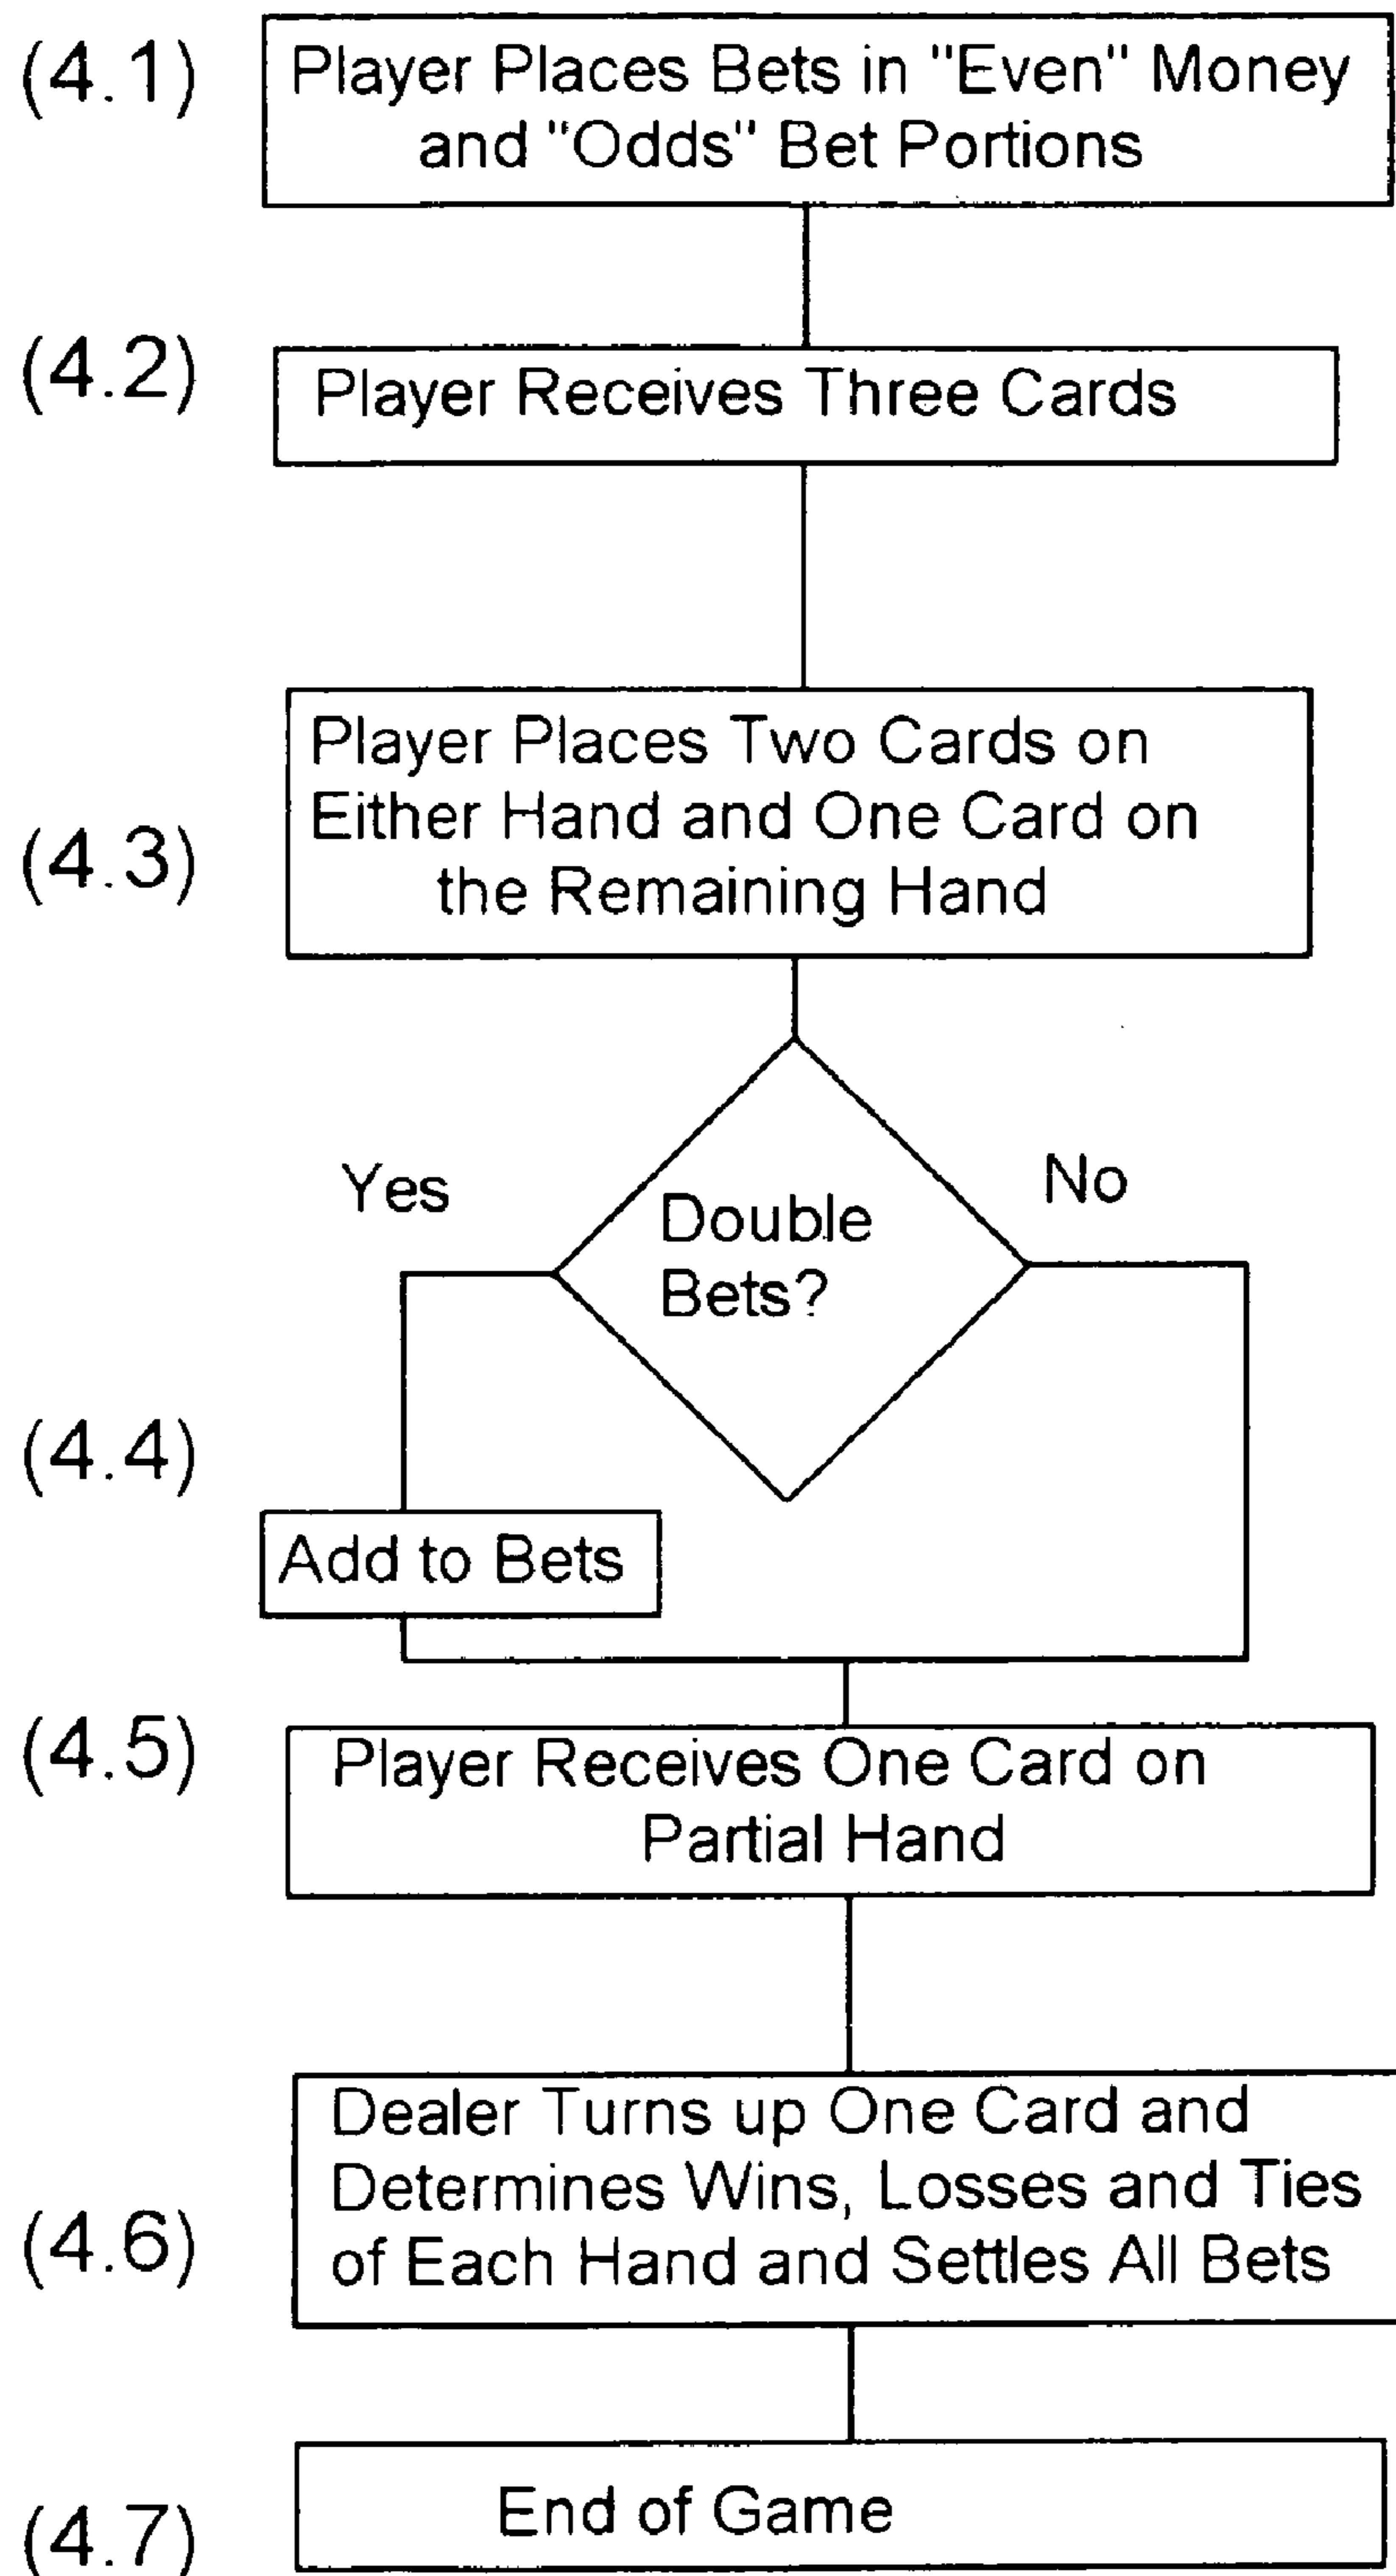 (4.1)
Player Places Bets in "Even" Money
and "Odds" Bet Portions
(4.2)
Player Receives Three Cards
(4.3)
Player Places Two Cards on
Either Hand and One Card on
the Remaining Hand
Yes
No
Double
Bets?
(4.4)
Add to Bets
(4.5)
Player Receives One Card on
Partial Hand
(4.6)
Dealer Turns up One Card and
Determines Wins, Losses and Ties
of Each Hand and Settles All Bets
(4.7)
End of Game